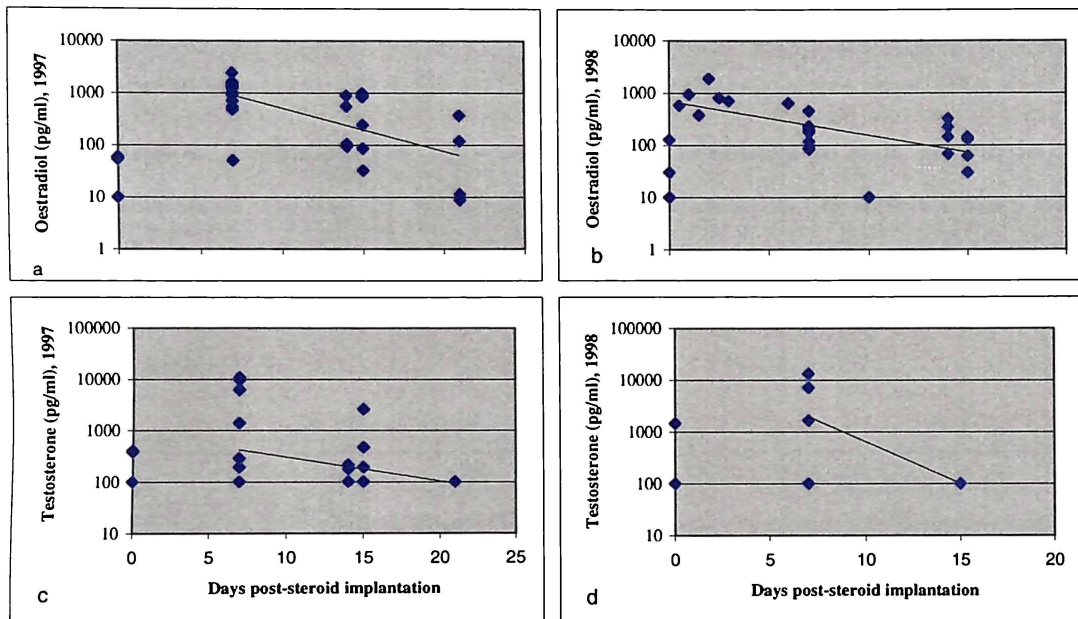 Oestradiol (pg/ml), 1997
10000
1000
100
10
1
a
Oestradiol (pg/ml), 1998
10000
1000
100
10
1
b
Testosterone (pg/ml), 1997
100000
10000
1000
100
10
0 5 10 15 20 25
Days post-steroid implantation
c
Testosterone (pg/ml), 1998
100000
10000
1000
100
10
0 5 10 15 20
Days post-steroid implantation
d